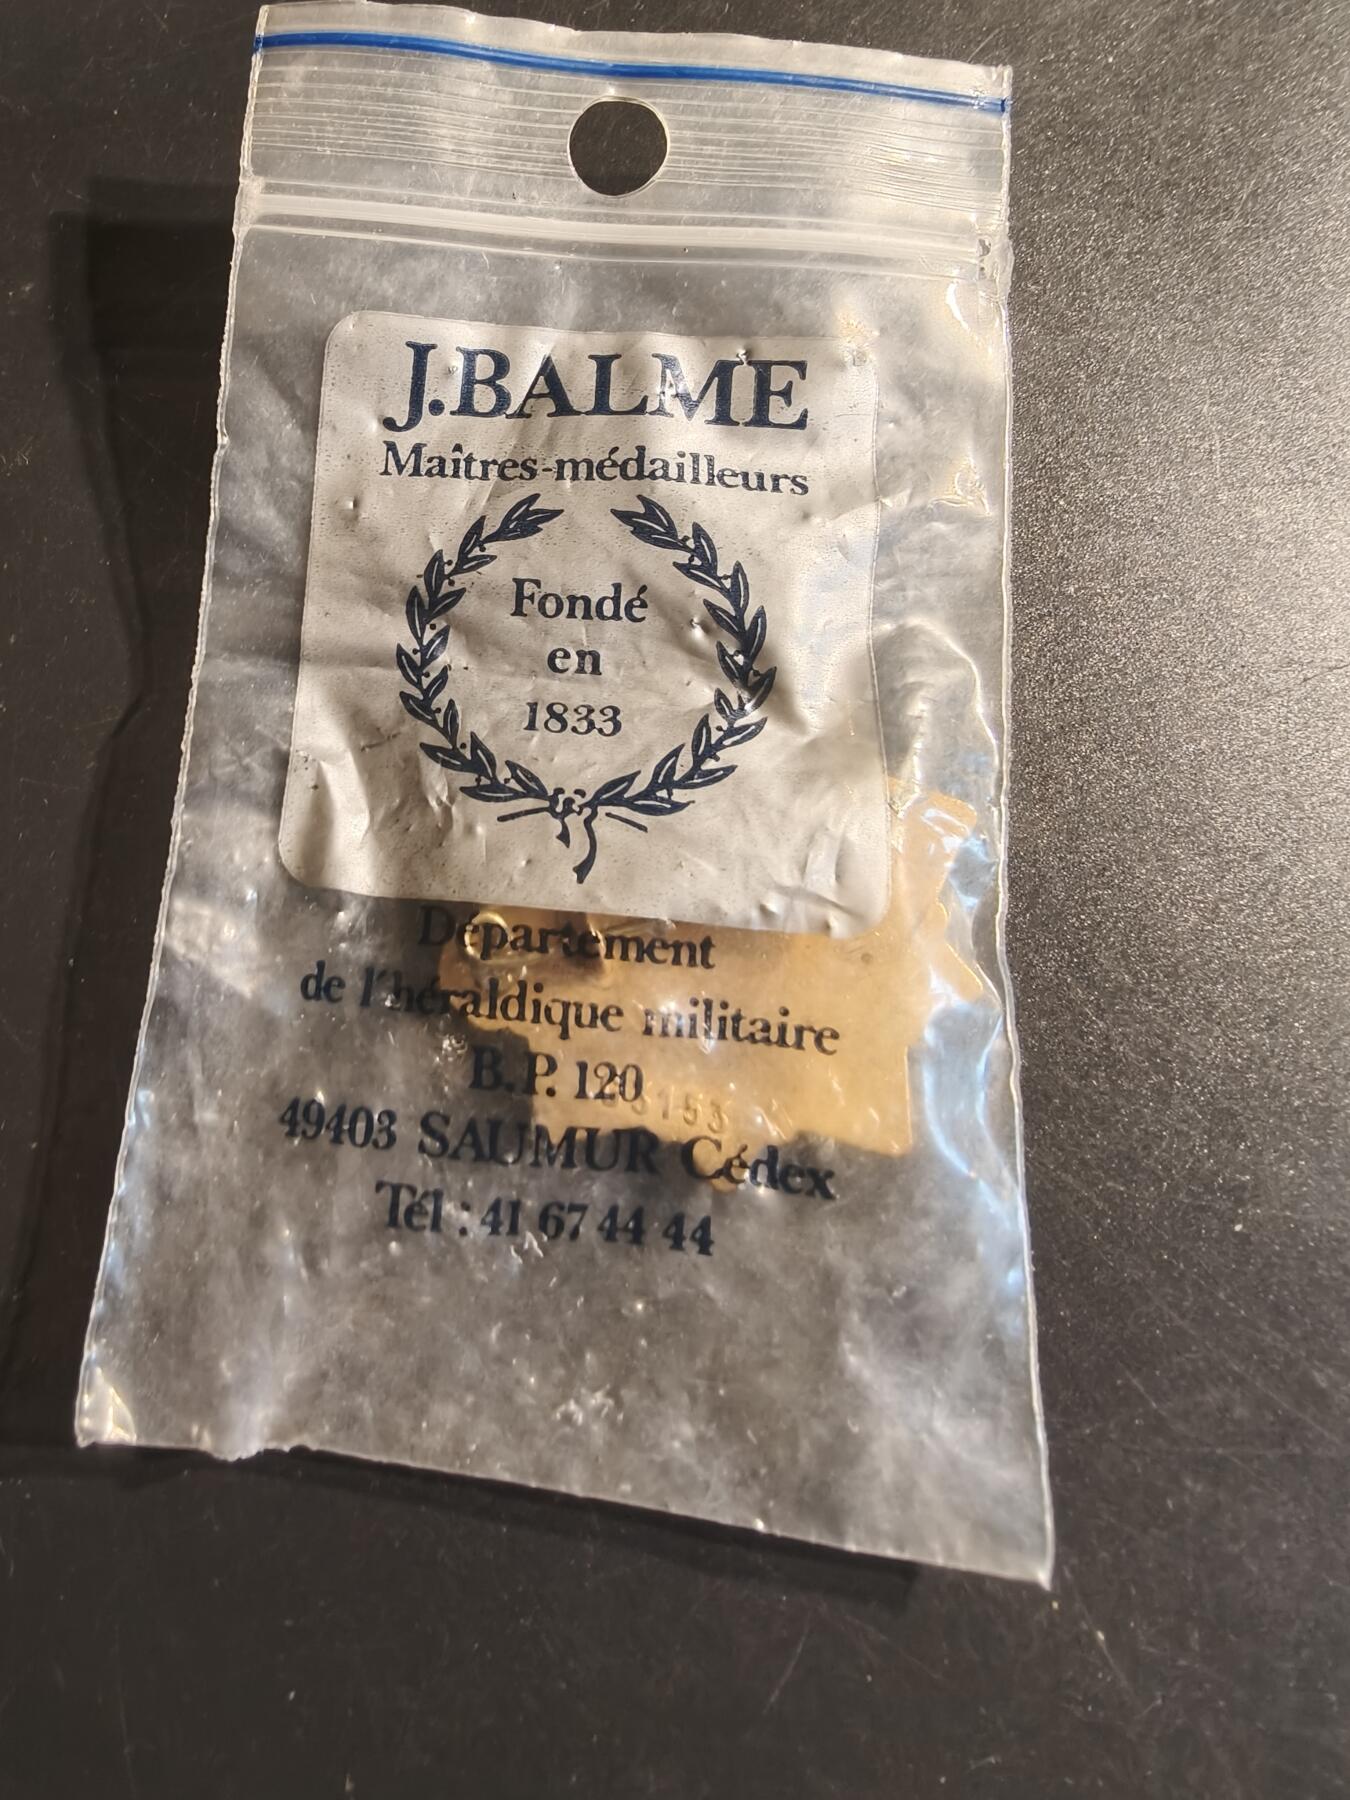 J.BALME
Maîtres-médailleurs
Fondé
en
1833
Département
de l'héraldique militaire
B.P. 120
49403 SAUMUR Cédex
Tél : 41 67 44 44